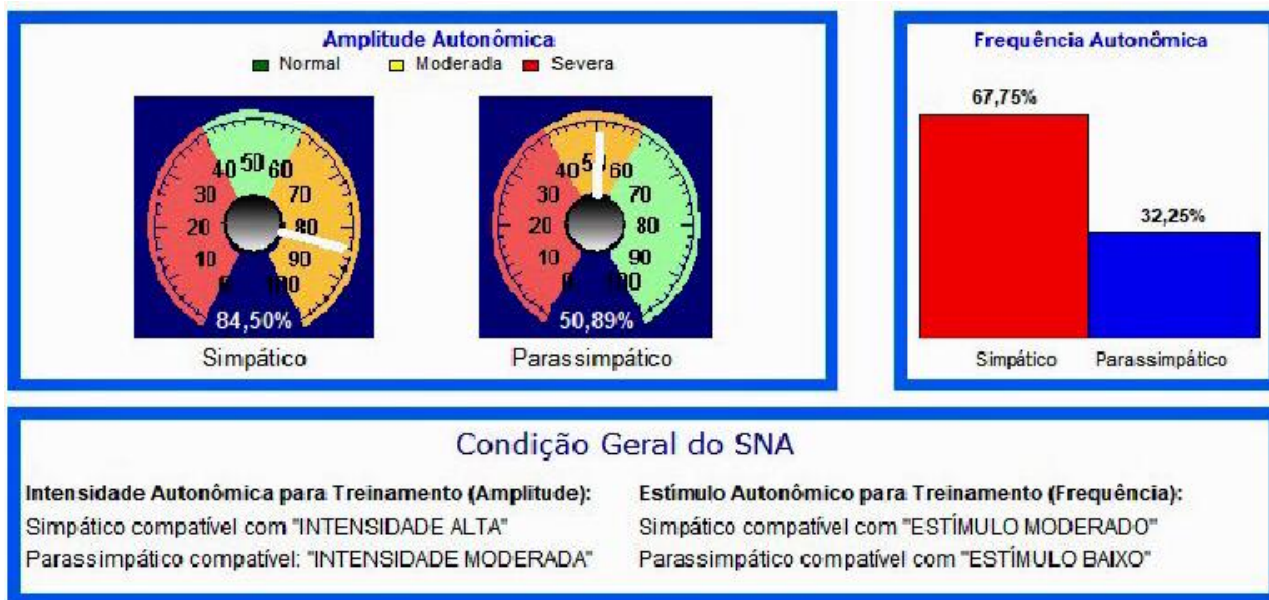 Amplitude Autonômica
Normal Moderada Severa
0 10 20 30 40 50 60 70 80 90 100
84,50%
Simpático
0 10 20 30 40 50 60 70 80 90 100
50,89%
Parassimpático
Frequência Autonômica
67,75%
32,25%
Simpático Parassimpático
Condição Geral do SNA
Intensidade Autonômica para Treinamento (Amplitude):
Simpático compatível com "INTENSIDADE ALTA"
Parassimpático compatível: "INTENSIDADE MODERADA"
Estímulo Autonômico para Treinamento (Frequência):
Simpático compatível com "ESTÍMULO MODERADO"
Parassimpático compatível com "ESTÍMULO BAIXO"